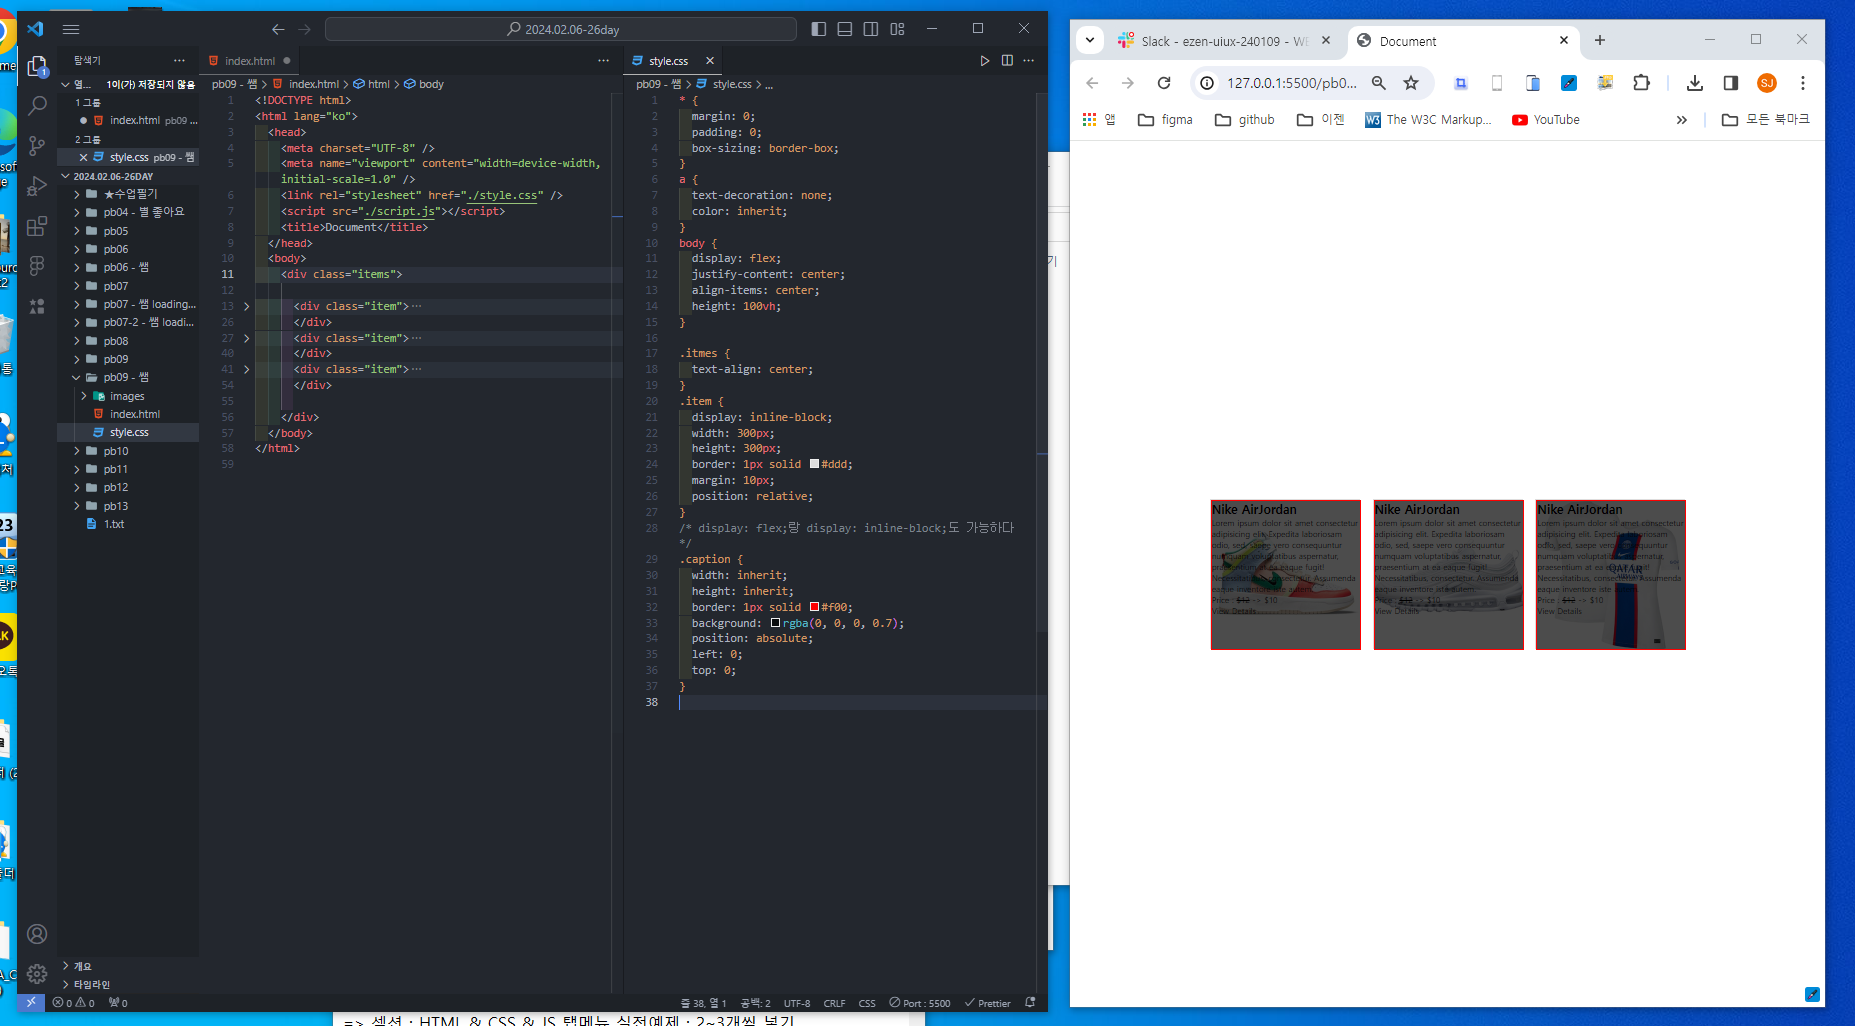 2024.02.06-26day
탐색기
열... 1이(가) 저장되지 않음
1 그룹
index.html pb09 ...
2 그룹
style.css pb09 - 쌤
2024.02.06-26DAY
★수업필기
pb04 - 별 좋아요
pb05
pb06
pb06 - 쌤
pb07
pb07 - 쌤 loading...
pb07-2 - 쌤 loadi...
pb08
pb09
pb09 - 쌤
images
index.html
style.css
pb10
pb11
pb12
pb13
1.txt
개요
타임라인
index.html
pb09 - 쌤 > index.html > html > body
1 <!DOCTYPE html>
2 <html lang="ko">
3 <head>
4 <meta charset="UTF-8" />
5 <meta name="viewport" content="width=device-width,
initial-scale=1.0" />
6 <link rel="stylesheet" href="./style.css" />
7 <script src="./script.js"></script>
8 <title>Document</title>
9 </head>
10 <body>
11 <div class="items">
12
13 <div class="item">...
26 </div>
27 <div class="item">...
40 </div>
41 <div class="item">...
54 </div>
55
56 </div>
57 </body>
58 </html>
59
style.css
pb09 - 쌤 > style.css > ...
1 * {
2 margin: 0;
3 padding: 0;
4 box-sizing: border-box;
5 }
6 a {
7 text-decoration: none;
8 color: inherit;
9 }
10 body {
11 display: flex;
12 justify-content: center;
13 align-items: center;
14 height: 100vh;
15 }
16
17 .itmes {
18 text-align: center;
19 }
20 .item {
21 display: inline-block;
22 width: 300px;
23 height: 300px;
24 border: 1px solid #ddd;
25 margin: 10px;
26 position: relative;
27 }
28 /* display: flex;랑 display: inline-block;도 가능하다
*/
29 .caption {
30 width: inherit;
31 height: inherit;
32 border: 1px solid #f00;
33 background: rgba(0, 0, 0, 0.7);
34 position: absolute;
35 left: 0;
36 top: 0;
37 }
38
0 0 0
줄 38, 열 1 공백: 2 UTF-8 CRLF CSS Port : 5500 Prettier
=> 섹션 : HTML & CSS & JS 탭메뉴 실전예제 : 2~3개씩 넣기
Slack - ezen-uiux-240109 - WE
Document
127.0.0.1:5500/pb0...
SJ
앱 figma github 이젠 The W3C Markup... YouTube » 모든 북마크
Nike AirJordan
Lorem ipsum dolor sit amet consectetur
adipisicing elit. Expedita laboriosam
odio, sed, saepe vero consequuntur
numquam voluptatibus aspernatur,
praesentium at ea eaque fugit!
Necessitatibus, consectetur. Assumenda
eaque inventore iste autem.
Price : $12 -> $10
View Details
Nike AirJordan
Lorem ipsum dolor sit amet consectetur
adipisicing elit. Expedita laboriosam
odio, sed, saepe vero consequuntur
numquam voluptatibus aspernatur,
praesentium at ea eaque fugit!
Necessitatibus, consectetur. Assumenda
eaque inventore iste autem.
Price : $12 -> $10
View Details
Nike AirJordan
Lorem ipsum dolor sit amet consectetur
adipisicing elit. Expedita laboriosam
odio, sed, saepe vero consequuntur
numquam voluptatibus aspernatur,
praesentium at ea eaque fugit!
Necessitatibus, consectetur. Assumenda
eaque inventore iste autem.
Price : $12 -> $10
View Details
QATAR